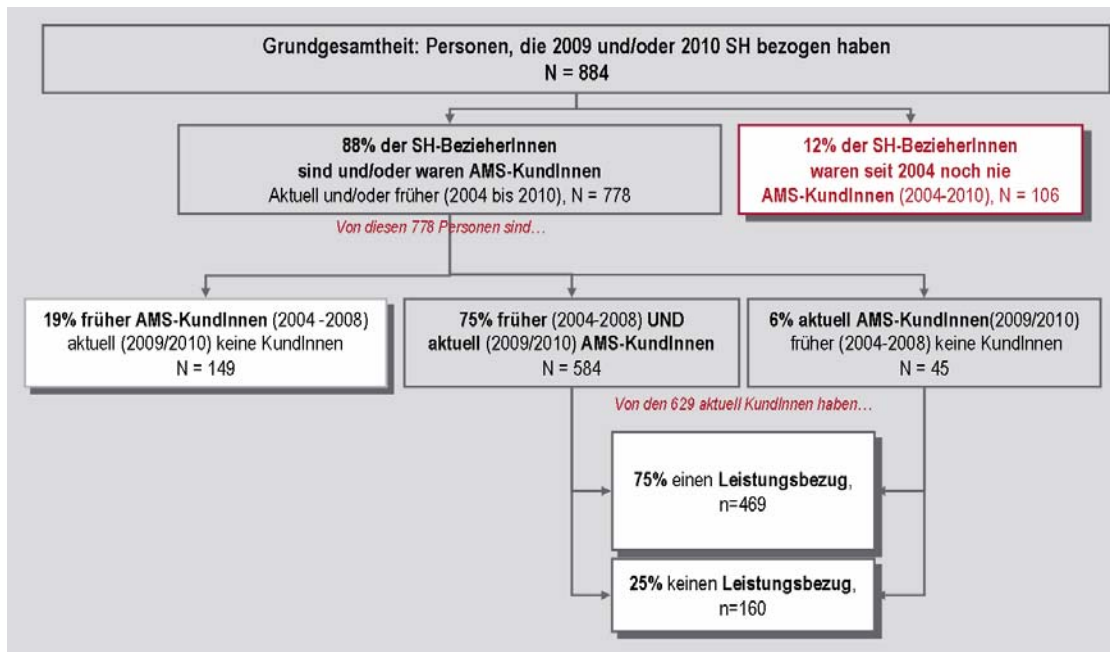 Grundgesamtheit: Personen, die 2009 und/oder 2010 SH bezogen haben
N = 884
88% der SH-BezieherInnen
sind und/oder waren AMS-KundInnen
Aktuell und/oder früher (2004 bis 2010), N = 778
12% der SH-BezieherInnen
waren seit 2004 noch nie
AMS-KundInnen (2004-2010), N = 106
Von diesen 778 Personen sind…
19% früher AMS-KundInnen (2004 -2008)
aktuell (2009/2010) keine KundInnen
N = 149
75% früher (2004-2008) UND
aktuell (2009/2010) AMS-KundInnen
N = 584
6% aktuell AMS-KundInnen(2009/2010)
früher (2004-2008) keine KundInnen
N = 45
Von den 629 aktuell KundInnen haben…
75% einen Leistungsbezug,
n=469
25% keinen Leistungsbezug,
n=160